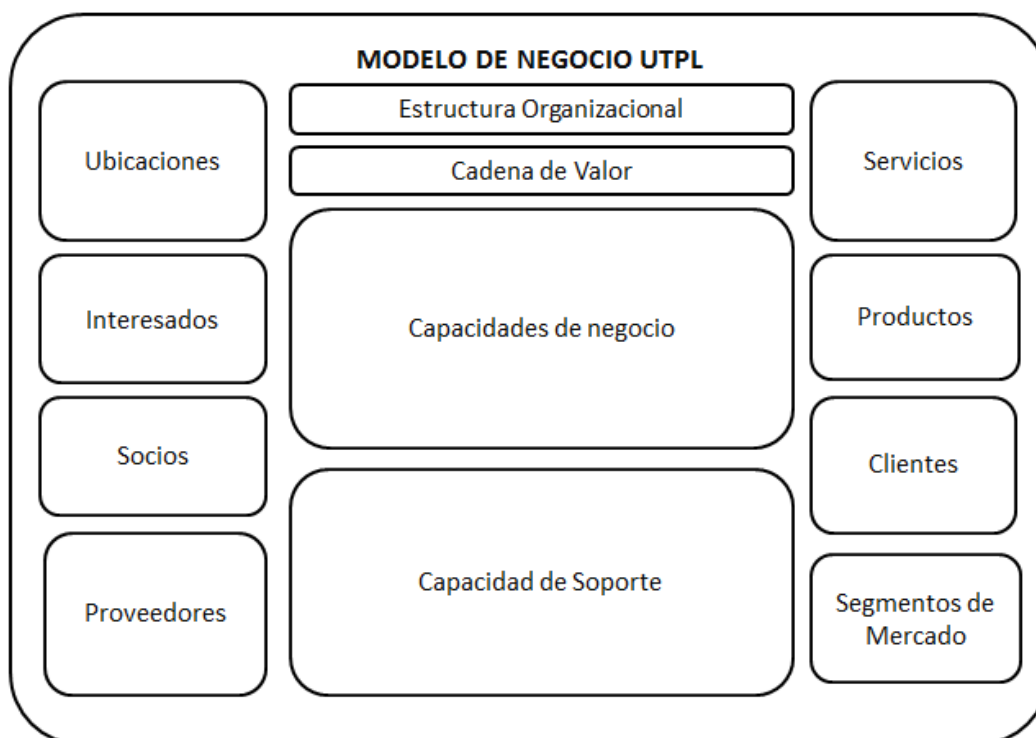 MODELO DE NEGOCIO UTPL
Ubicaciones
Interesados
Socios
Proveedores
Estructura Organizacional
Cadena de Valor
Capacidades de negocio
Capacidad de Soporte
Servicios
Productos
Clientes
Segmentos de
Mercado